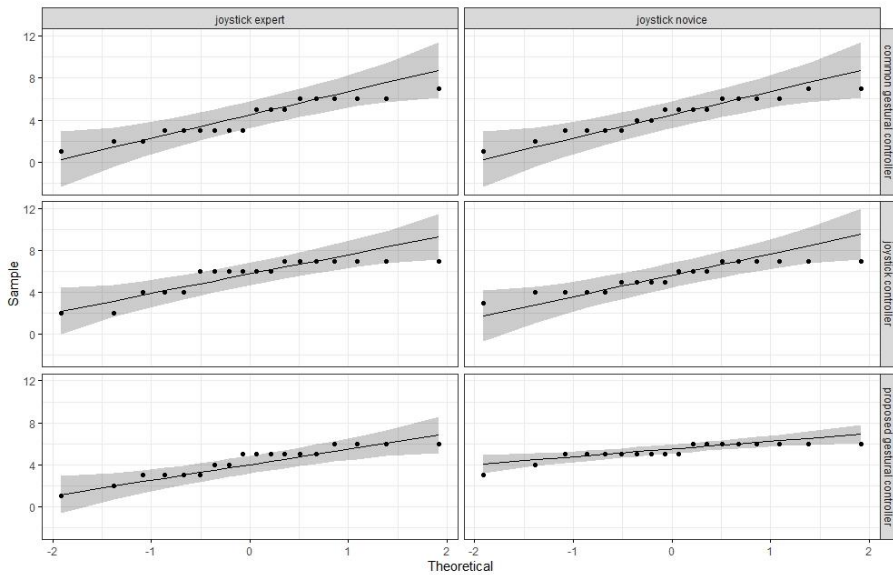 joystick expert joystick novice
12
8
4
0
common gestural controller
12
8
4
0
joystick controller
Sample
12
8
4
0
proposed gestural controller
-2 -1 0 1 2 -2 -1 0 1 2
Theoretical